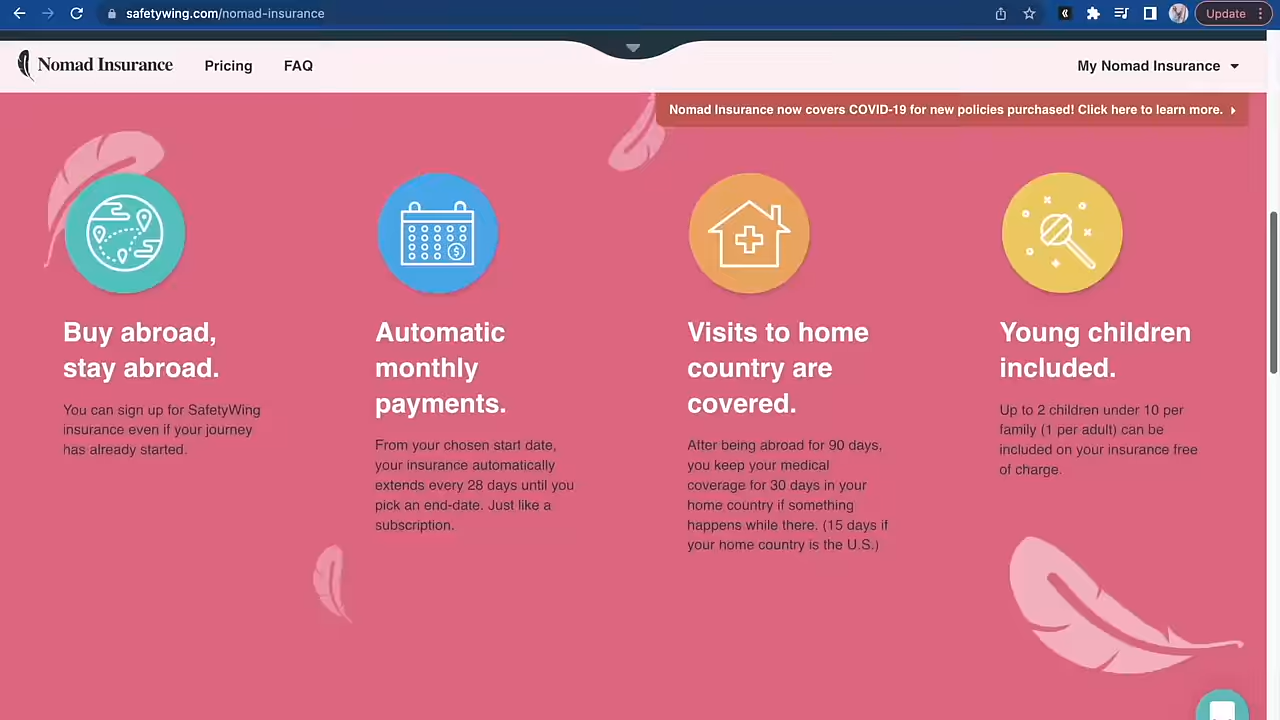 safetywing.com/nomad-insurance
Update
Nomad Insurance
Pricing
FAQ
My Nomad Insurance
Nomad Insurance now covers COVID-19 for new policies purchased! Click here to learn more.
Buy abroad,
stay abroad.
You can sign up for SafetyWing
insurance even if your journey
has already started.
Automatic
monthly
payments.
From your chosen start date,
your insurance automatically
extends every 28 days until you
pick an end-date. Just like a
subscription.
Visits to home
country are
covered.
After being abroad for 90 days,
you keep your medical
coverage for 30 days in your
home country if something
happens while there. (15 days if
your home country is the U.S.)
Young children
included.
Up to 2 children under 10 per
family (1 per adult) can be
included on your insurance free
of charge.